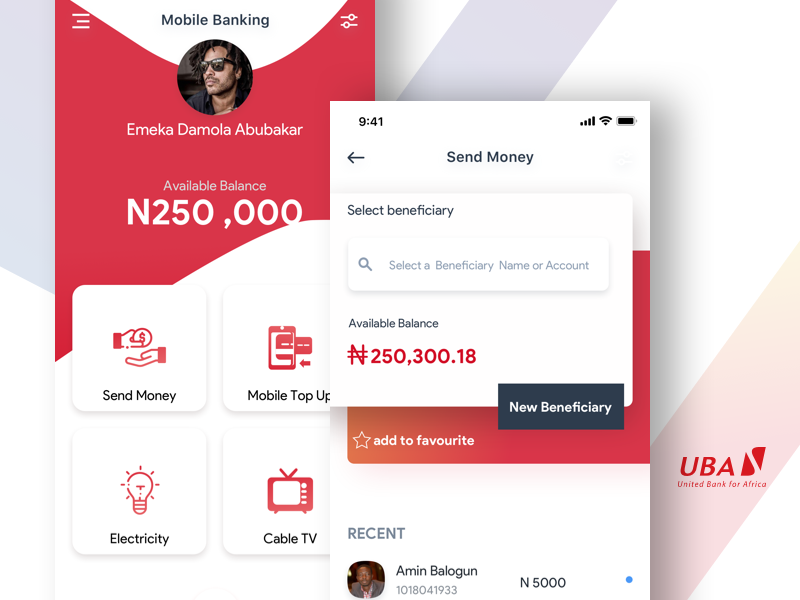 Mobile Banking
Emeka Damola Abubakar
Available Balance
N250 ,000
Send Money
Mobile Top Up
Electricity
Cable TV
9:41
Send Money
Select beneficiary
Select a Beneficiary Name or Account
Available Balance
₦250,300.18
New Beneficiary
add to favourite
RECENT
Amin Balogun
1018041933
N 5000
UBA
United Bank for Africa